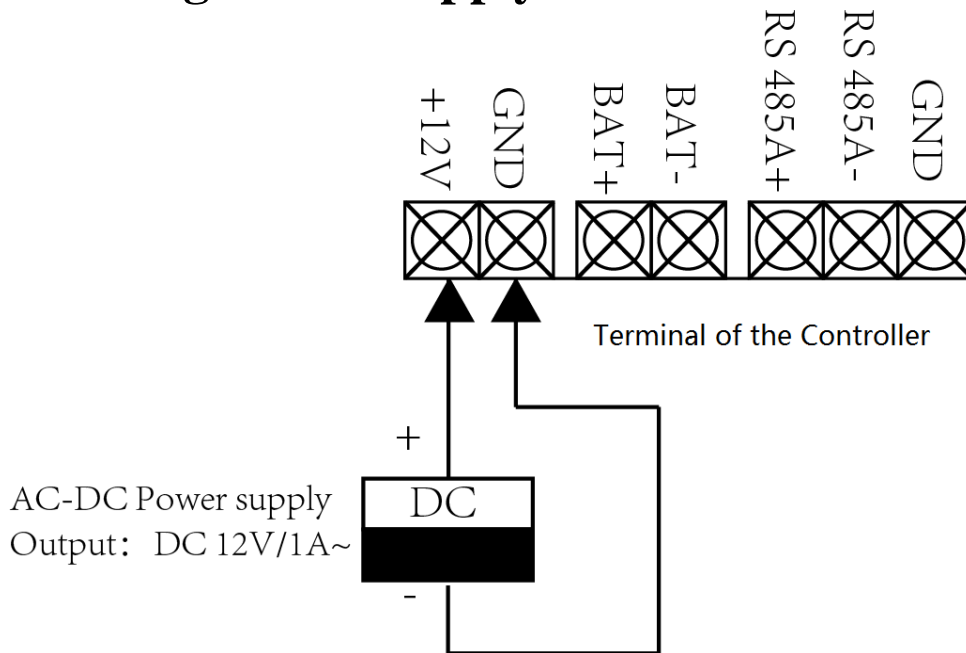 +12V
GND
BAT+
BAT-
RS 485A+
RS 485A-
GND
Terminal of the Controller
+
DC
AC-DC Power supply
Output： DC 12V/1A~
-